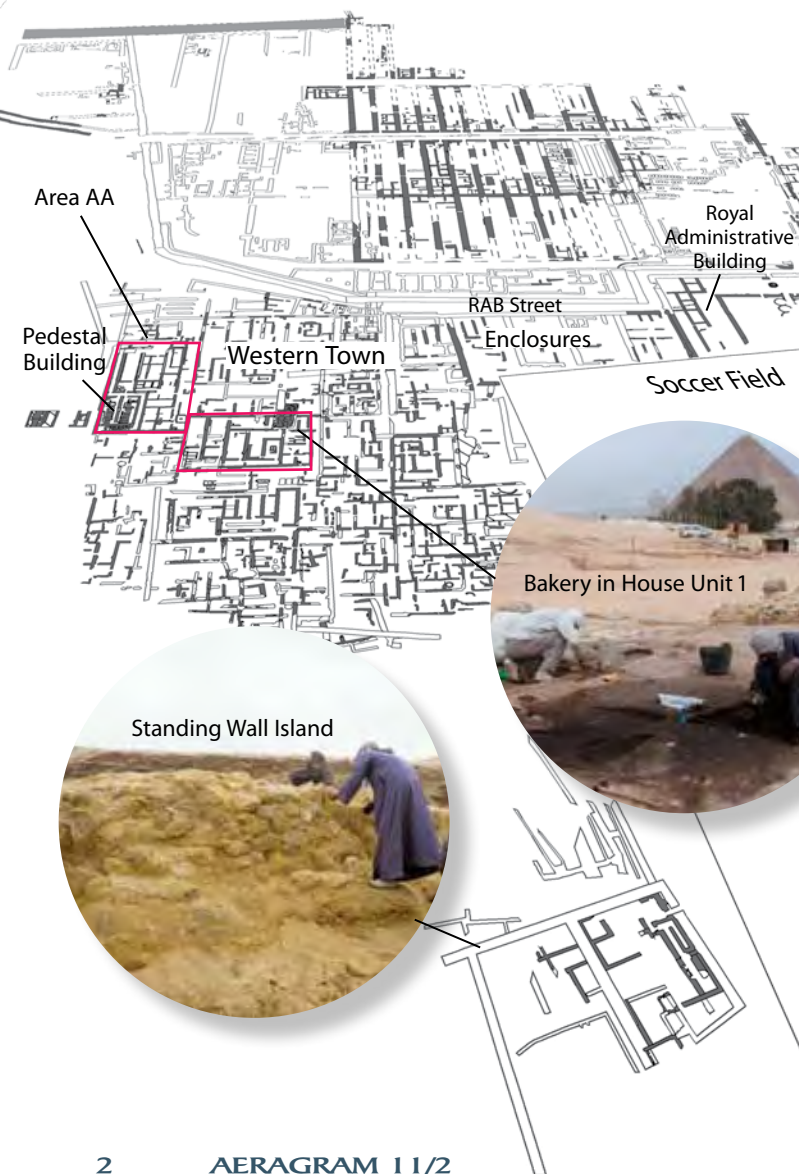 Area AA
Royal
Administrative
Building
RAB Street
Pedestal
Building
Western Town
Enclosures
Soccer Field
Bakery in House Unit 1
Standing Wall Island
2 AERAGRAM 11/2